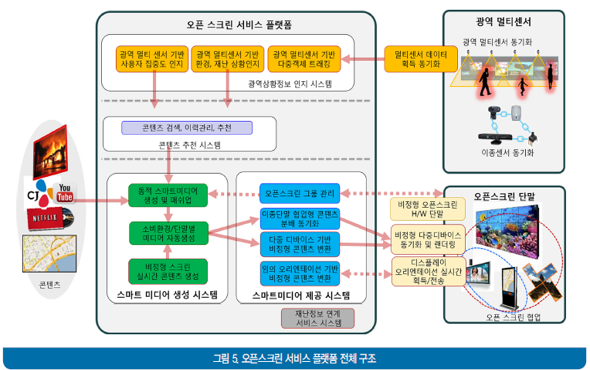 오픈 스크린 서비스 플랫폼
광역 멀티 센서 기반
사용자 집중도 인지
광역 멀티센서 기반
환경, 재난 상황인지
광역 멀티센서 기반
다중객체 트래킹
광역상황정보 인지 시스템
멀티센서 데이터
획득 동기화
광역 멀티센서
광역 멀티센서 동기화
이종센서 동기화
콘텐츠 검색, 이력관리, 추천
콘텐츠 추천 시스템
CJ
You
Tube
NETFLIX
콘텐츠
동적 스마트미디어
생성 및 매쉬업
소비환경/단말별
미디어 자동생성
비정형 스크린
실시간 콘텐츠 생성
스마트 미디어 생성 시스템
오픈스크린 그룹 관리
이종단말 협업형 콘텐츠
분배 동기화
다중 디바이스 기반
비정형 콘텐츠 변환
임의 오리엔테이션 기반
비정형 콘텐츠 변환
스마트미디어 제공 시스템
재난정보 연계
서비스 시스템
비정형 오픈스크린
H/W 단말
비정형 다중디바이스
동기화 및 렌더링
디스플레이
오리엔테이션 실시간
획득/전송
오픈스크린 단말
오픈 스크린 협업
그림 5. 오픈스크린 서비스 플랫폼 전체 구조